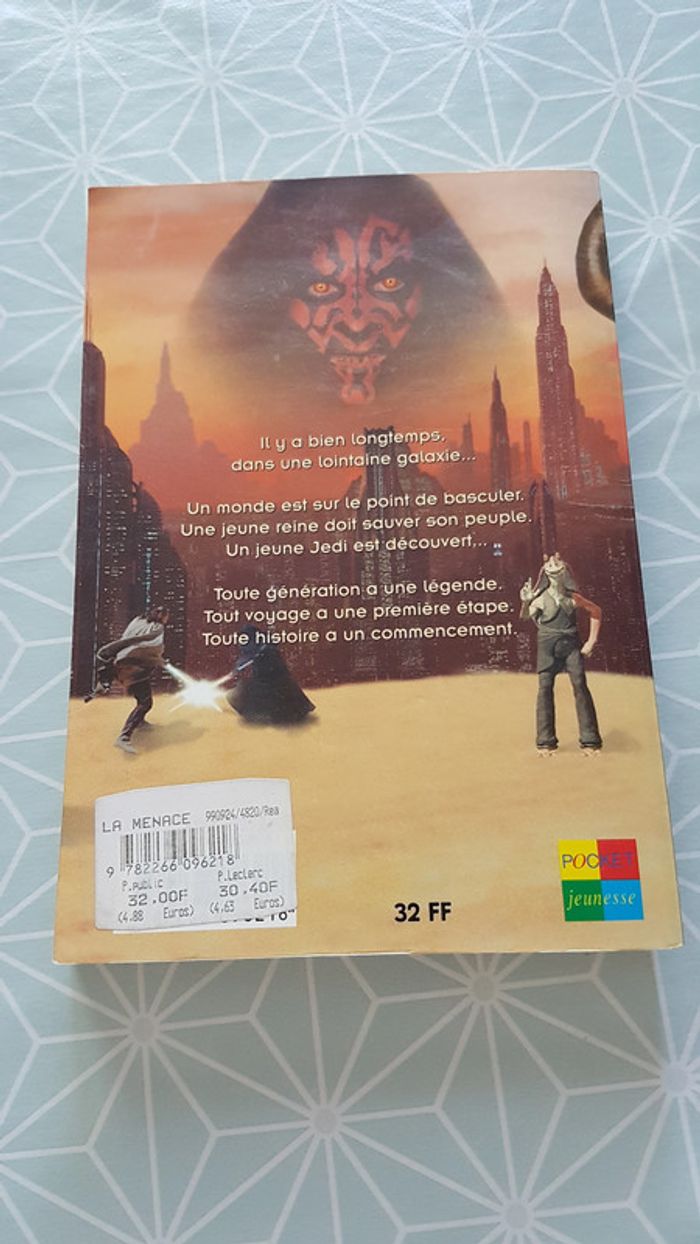 Il y a bien longtemps,
dans une lointaine galaxie...
Un monde est sur le point de basculer.
Une jeune reine doit sauver son peuple.
Un jeune Jedi est découvert...
Toute génération a une légende.
Tout voyage a une première étape.
Toute histoire a un commencement.
LA MENACE 990924/4820/Rea
9 782266 096218
P.public P.Leclerc
32.00F 30.40F
(4.88 Euros) (4.63 Euros)
32 FF
POCKET
jeunesse